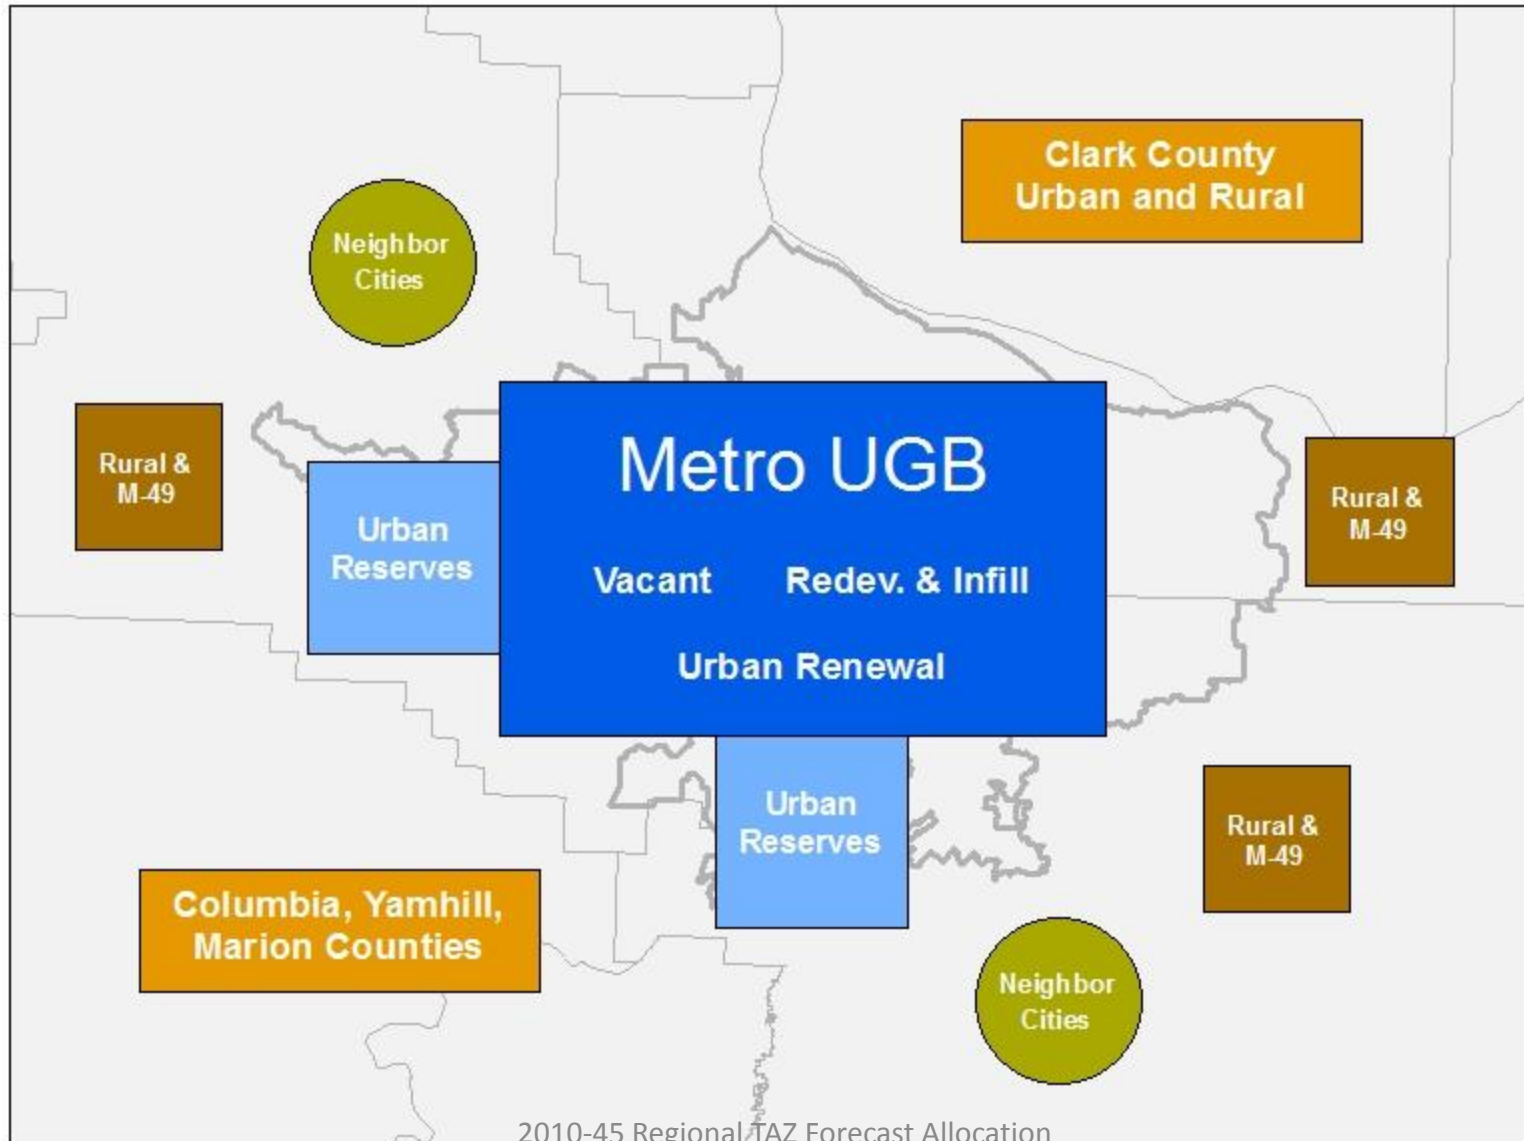 Clark County
Urban and Rural
Neighbor
Cities
Metro UGB
Rural &
M-49
Rural &
M-49
Urban
Reserves
Vacant Redev. & Infill
Urban Renewal
Urban
Reserves
Rural &
M-49
Columbia, Yamhill,
Marion Counties
Neighbor
Cities
2010-45 Regional TAZ Forecast Allocation